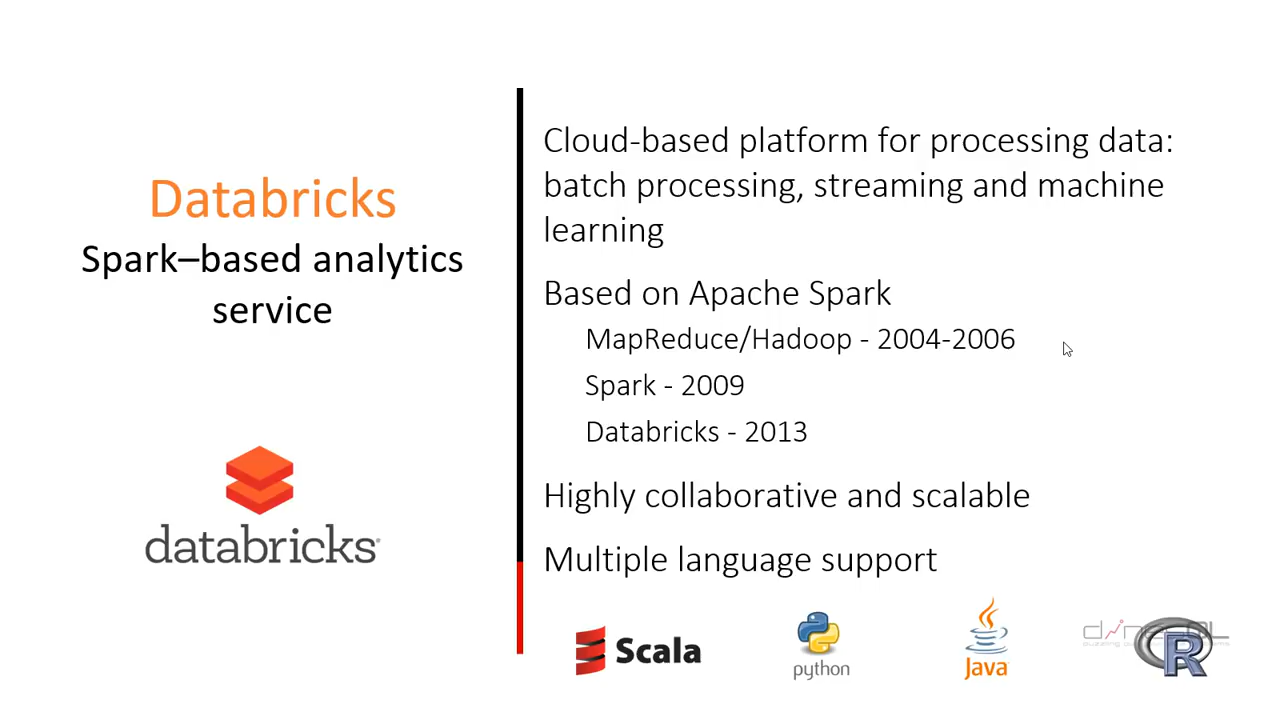 Databricks
Spark–based analytics
service
databricks
Cloud-based platform for processing data:
batch processing, streaming and machine
learning
Based on Apache Spark
MapReduce/Hadoop - 2004-2006
Spark - 2009
Databricks - 2013
Highly collaborative and scalable
Multiple language support
Scala
python
Java
R